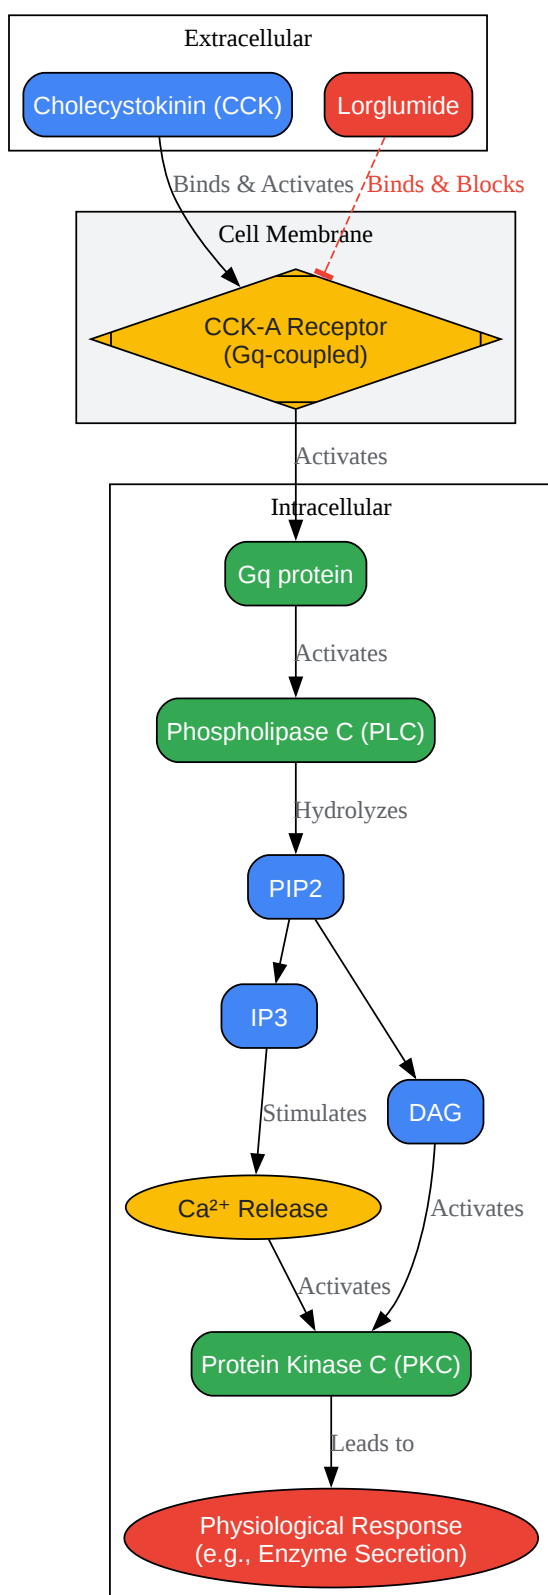 Extracellular
Cholecystokinin (CCK)
Lorglumide
Binds & Activates
Binds & Blocks
Cell Membrane
CCK-A Receptor
(Gq-coupled)
Activates
Intracellular
Gq protein
Activates
Phospholipase C (PLC)
Hydrolyzes
PIP2
IP3
DAG
Stimulates
Ca²⁺ Release
Activates
Activates
Protein Kinase C (PKC)
Leads to
Physiological Response
(e.g., Enzyme Secretion)